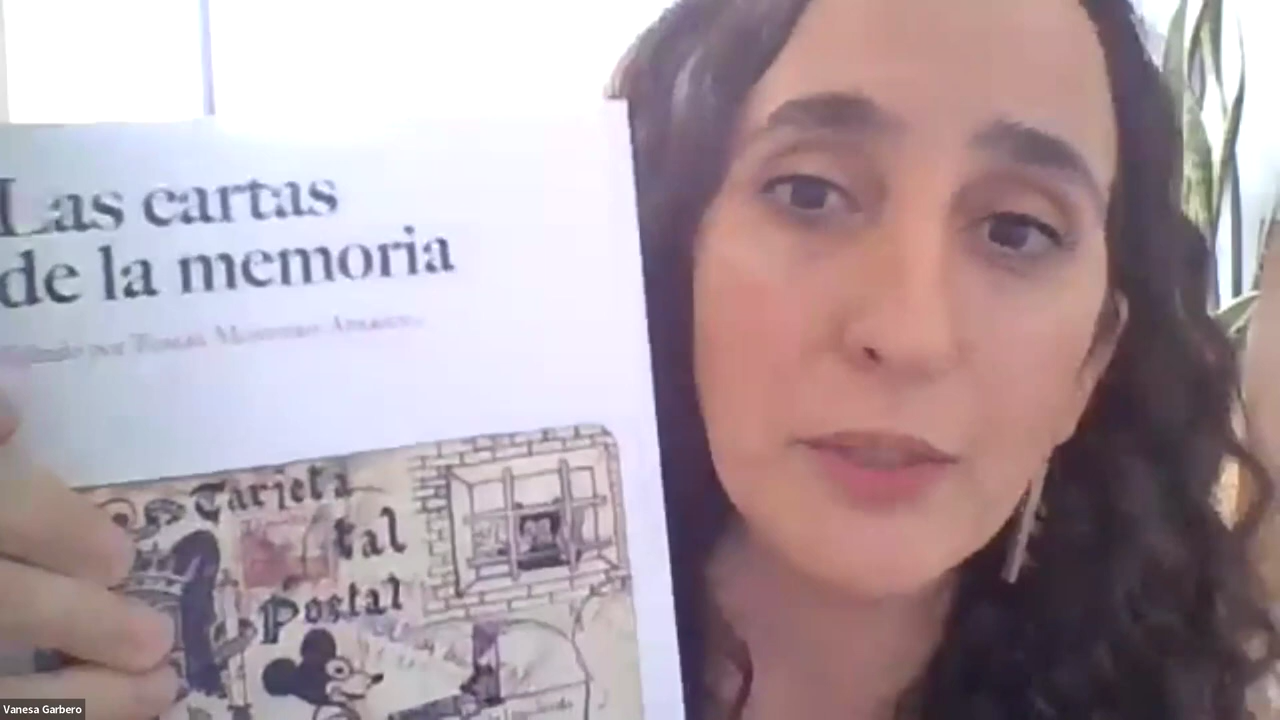 Las cartas
de la memoria
Tarjeta
tal
Postal
Vanesa Garbero